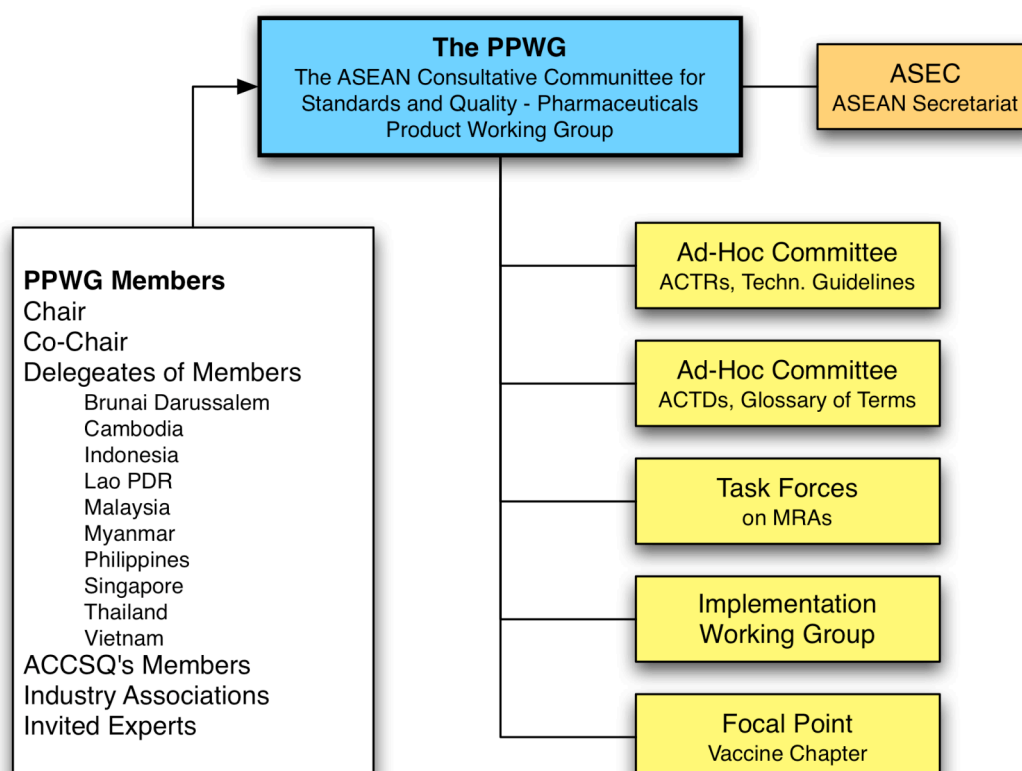 The PPWG
The ASEAN Consultative Communittee for
Standards and Quality - Pharmaceuticals
Product Working Group
ASEC
ASEAN Secretariat
PPWG Members
Chair
Co-Chair
Delegeates of Members
Brunai Darussalem
Cambodia
Indonesia
Lao PDR
Malaysia
Myanmar
Philippines
Singapore
Thailand
Vietnam
ACCSQ's Members
Industry Associations
Invited Experts
Ad-Hoc Committee
ACTRs, Techn. Guidelines
Ad-Hoc Committee
ACTDs, Glossary of Terms
Task Forces
on MRAs
Implementation
Working Group
Focal Point
Vaccine Chapter